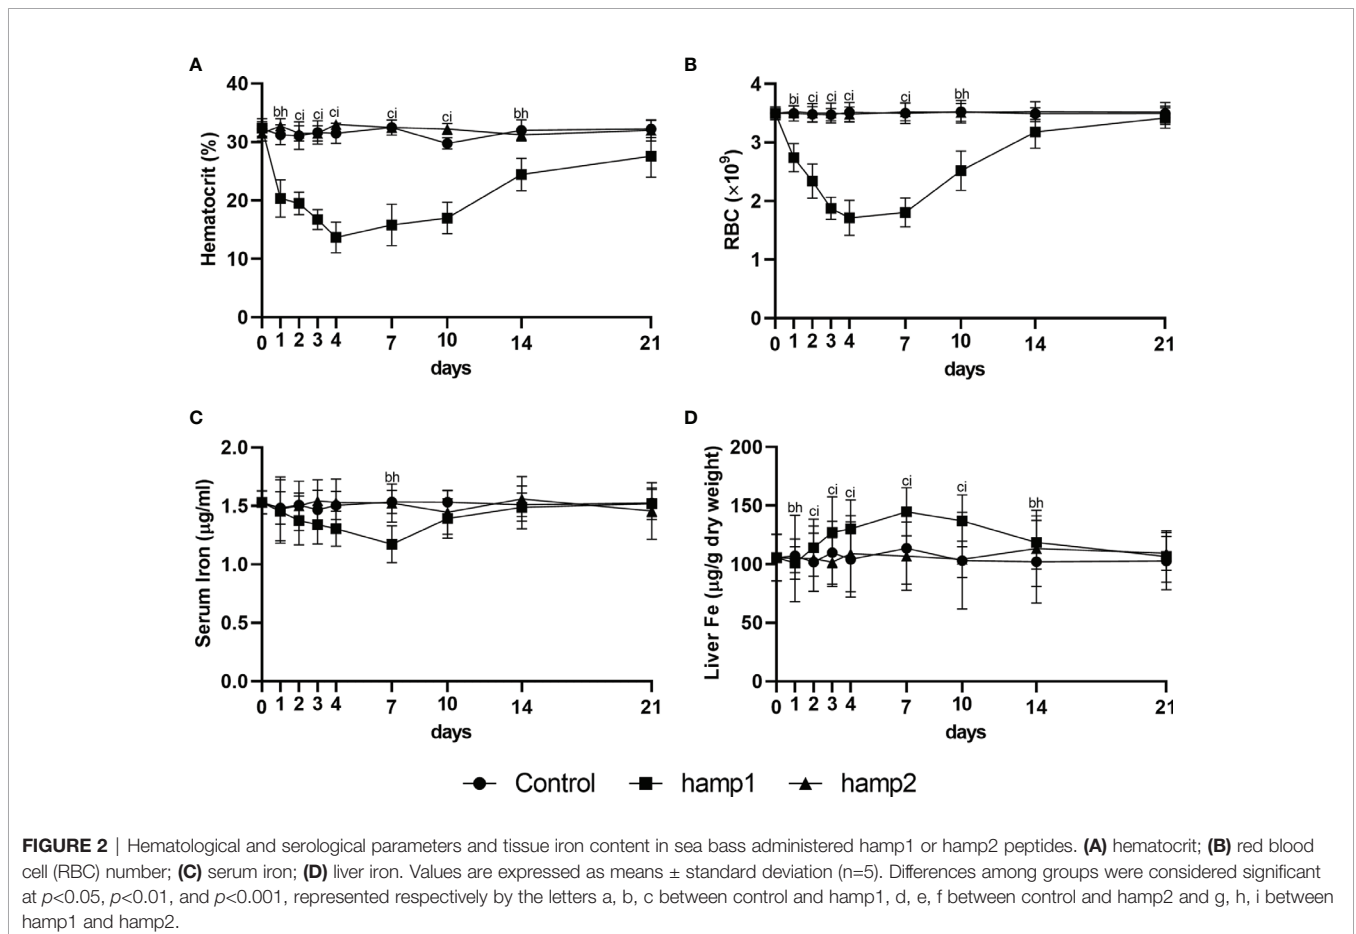 A
40
30
20
10
0
Hematocrit (%)
bh ci ci ci ci ci bh
0 1 2 3 4 7 10 14 21
days
B
4
3
2
1
0
RBC (×10⁹)
bi ci ci ci ci bh
0 1 2 3 4 7 10 14 21
days
C
2.0
1.5
1.0
0.5
0.0
Serum Iron (µg/ml)
bh
0 1 2 3 4 7 10 14 21
days
D
200
150
100
50
0
Liver Fe (µg/g dry weight)
bh ci ci ci ci ci bh
0 1 2 3 4 7 10 14 21
days
Control hamp1 hamp2
FIGURE 2 | Hematological and serological parameters and tissue iron content in sea bass administered hamp1 or hamp2 peptides. (A) hematocrit; (B) red blood
cell (RBC) number; (C) serum iron; (D) liver iron. Values are expressed as means ± standard deviation (n=5). Differences among groups were considered significant
at p<0.05, p<0.01, and p<0.001, represented respectively by the letters a, b, c between control and hamp1, d, e, f between control and hamp2 and g, h, i between
hamp1 and hamp2.